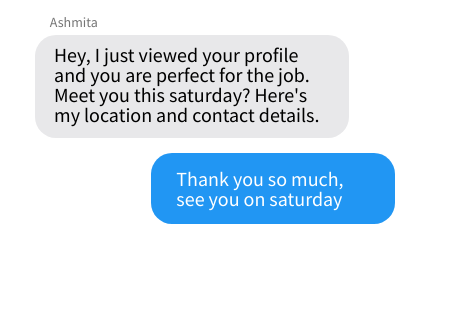 Ashmita
Hey, I just viewed your profile
and you are perfect for the job.
Meet you this saturday? Here's
my location and contact details.
Thank you so much,
see you on saturday